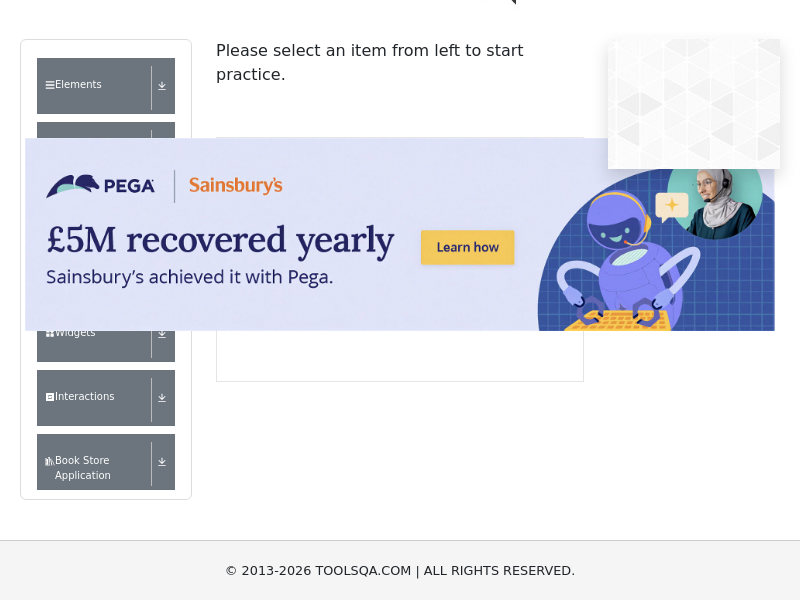 Please select an item from left to start
practice.
Elements
PEGA
Sainsbury's
£5M recovered yearly
Learn how
Sainsbury's achieved it with Pega.
Widgets
Interactions
Book Store
Application
© 2013-2026 TOOLSQA.COM | ALL RIGHTS RESERVED.